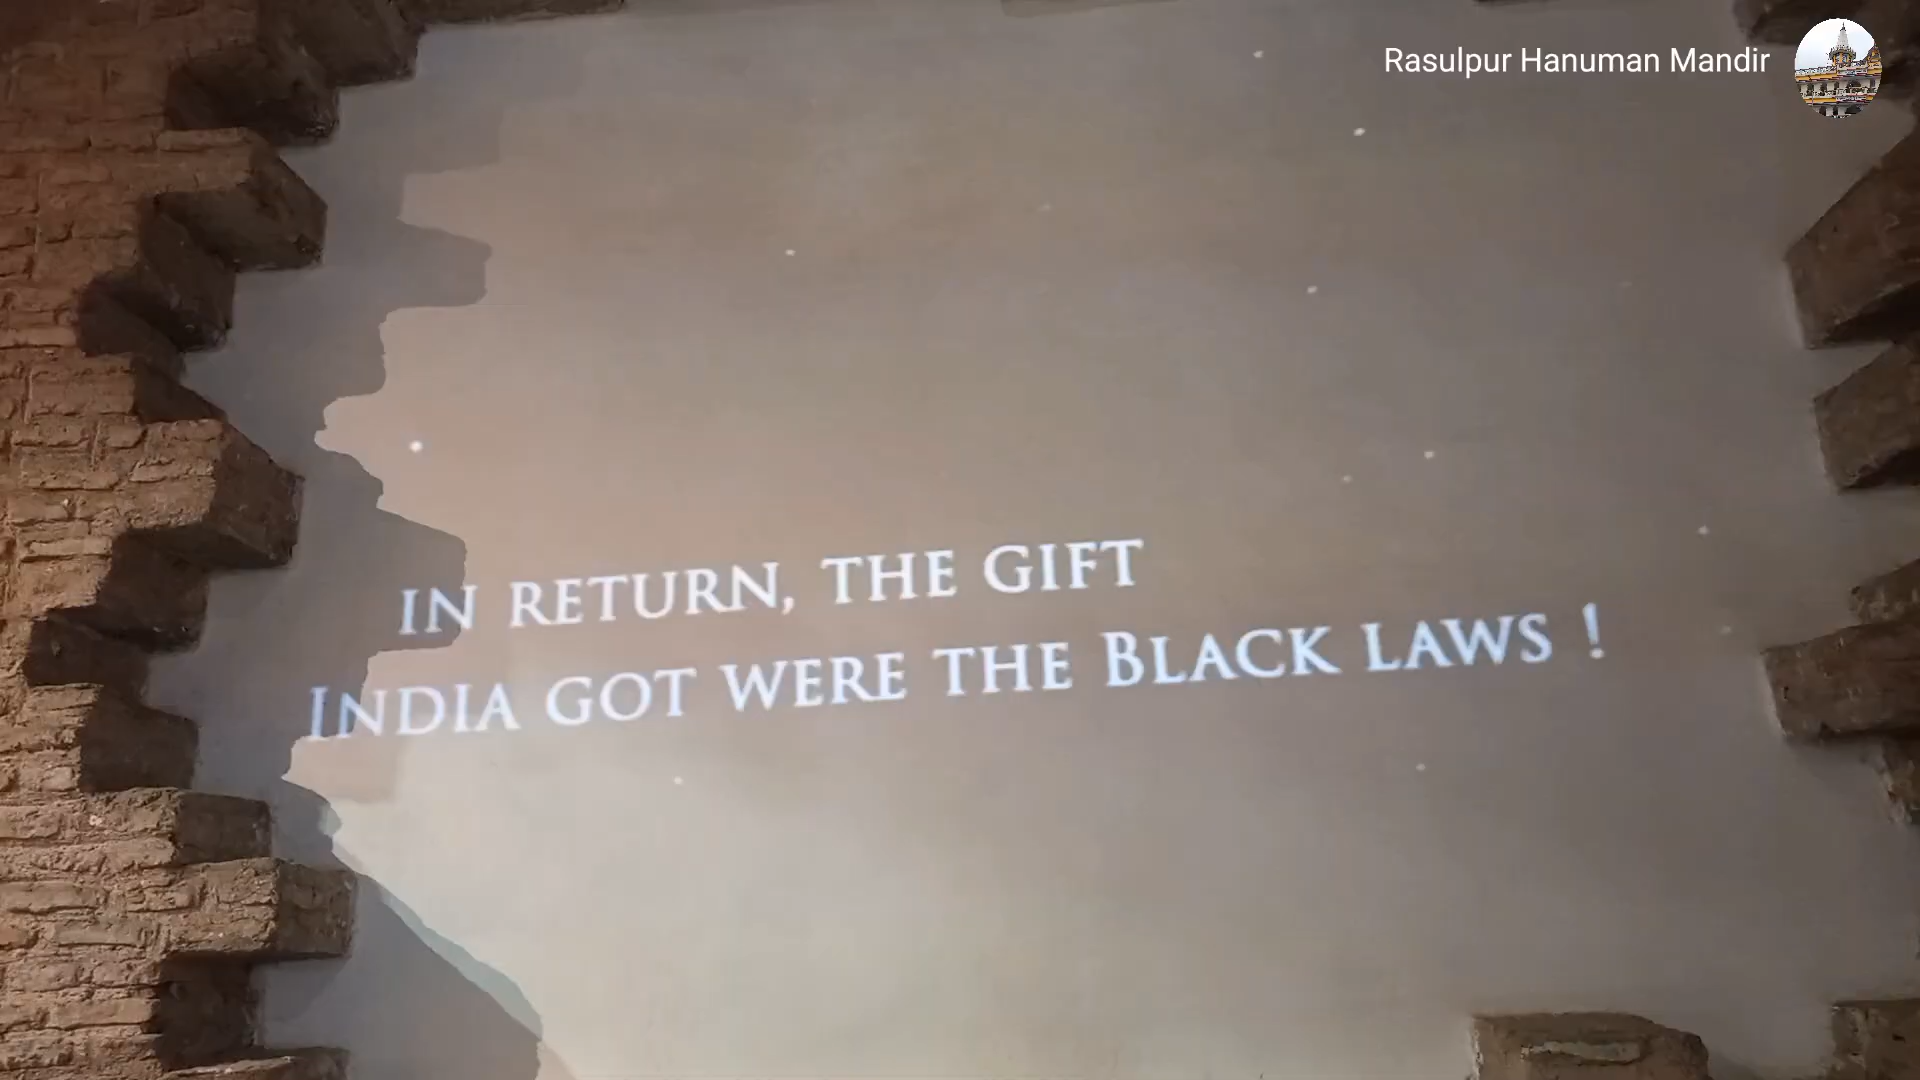 Rasulpur Hanuman Mandir
IN RETURN, THE GIFT
INDIA GOT WERE THE BLACK LAWS !